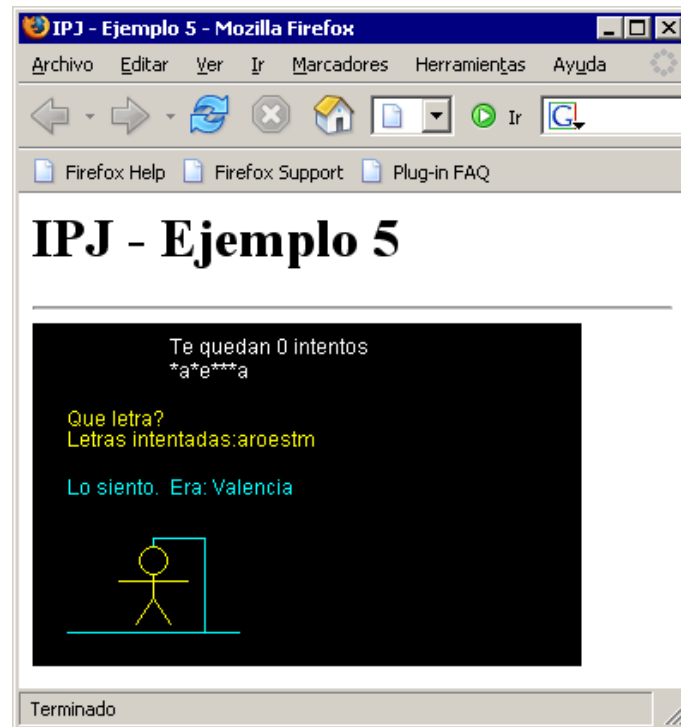 IPJ - Ejemplo 5 - Mozilla Firefox
Archivo Editar Ver Ir Marcadores Herramientas Ayuda
Ir G
Firefox Help Firefox Support Plug-in FAQ
IPJ - Ejemplo 5
Te quedan 0 intentos
*a*e***a
Que letra?
Letras intentadas:aroestm
Lo siento. Era: Valencia
Terminado